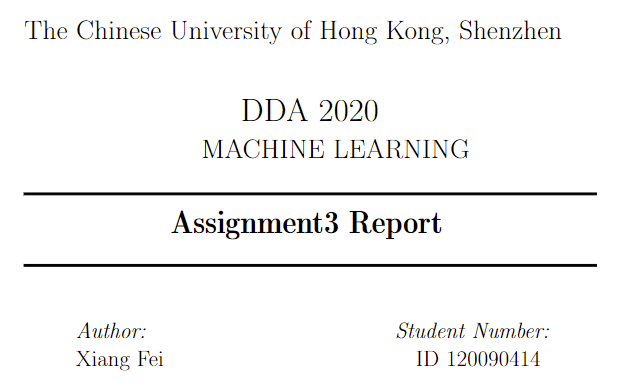 The Chinese University of Hong Kong, Shenzhen
DDA 2020
MACHINE LEARNING
Assignment3 Report
Author:
Xiang Fei
Student Number:
ID 120090414